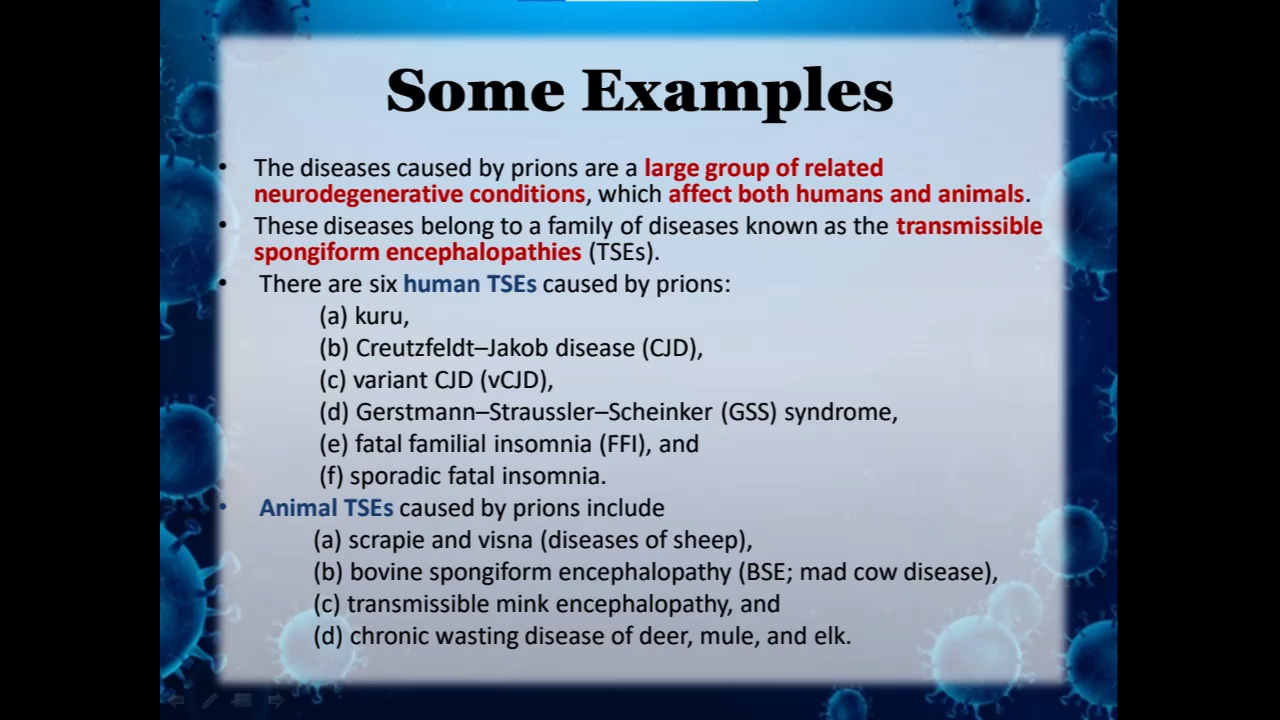 Some Examples
• The diseases caused by prions are a large group of related
neurodegenerative conditions, which affect both humans and animals.
• These diseases belong to a family of diseases known as the transmissible
spongiform encephalopathies (TSEs).
• There are six human TSEs caused by prions:
(a) kuru,
(b) Creutzfeldt–Jakob disease (CJD),
(c) variant CJD (vCJD),
(d) Gerstmann–Straussler–Scheinker (GSS) syndrome,
(e) fatal familial insomnia (FFI), and
(f) sporadic fatal insomnia.
• Animal TSEs caused by prions include
(a) scrapie and visna (diseases of sheep),
(b) bovine spongiform encephalopathy (BSE; mad cow disease),
(c) transmissible mink encephalopathy, and
(d) chronic wasting disease of deer, mule, and elk.